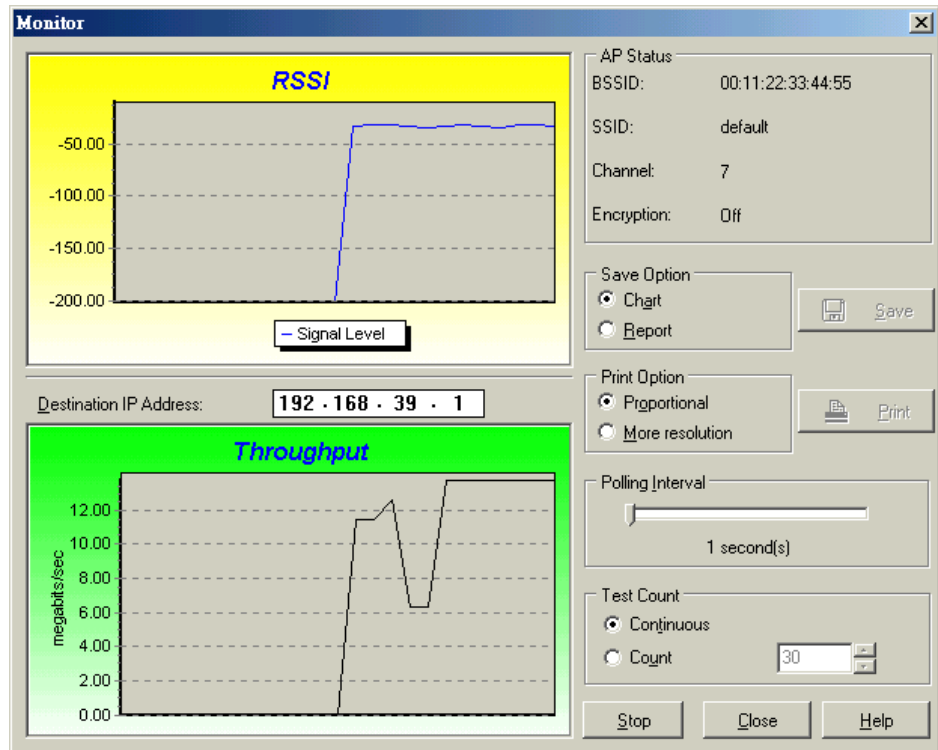 Monitor
RSSI
-50.00
-100.00
-150.00
-200.00
Signal Level
Destination IP Address:
192 . 168 . 39 . 1
Throughput
megabits/sec
12.00
10.00
8.00
6.00
4.00
2.00
0.00
AP Status
BSSID: 00:11:22:33:44:55
SSID: default
Channel: 7
Encryption: Off
Save Option
Chart
Report
Save
Print Option
Proportional
More resolution
Print
Polling Interval
1 second(s)
Test Count
Continuous
Count 30
Stop Close Help